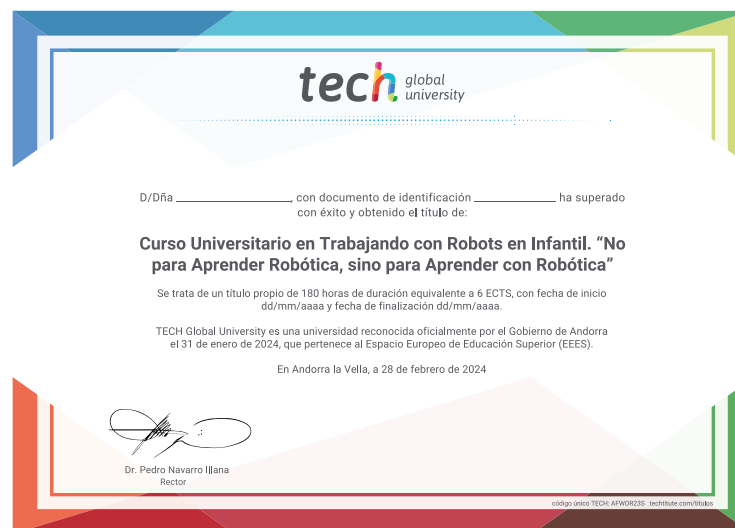 tech global university
D/Dña ______________, con documento de identificación __________ ha superado
con éxito y obtenido el título de:
Curso Universitario en Trabajando con Robots en Infantil. “No
para Aprender Robótica, sino para Aprender con Robótica”
Se trata de un título propio de 180 horas de duración equivalente a 6 ECTS, con fecha de inicio
dd/mm/aaaa y fecha de finalización dd/mm/aaaa.
TECH Global University es una universidad reconocida oficialmente por el Gobierno de Andorra
el 31 de enero de 2024, que pertenece al Espacio Europeo de Educación Superior (EEES).
En Andorra la Vella, a 28 de febrero de 2024
Dr. Pedro Navarro Illana
Rector
código único TECH: AFWOR23S techtitute.com/titulos